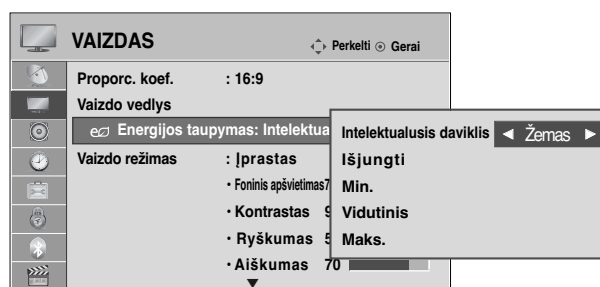 VAIZDAS
Perkelti Gerai
Proporc. koef. : 16:9
Vaizdo vedlys
Energijos taupymas: Intelektua
Vaizdo režimas : Įprastas
• Foninis apšvietimas7
• Kontrastas 9
• Ryškumas 5
• Aiškumas 70
Intelektualusis daviklis ◄ Žemas ►
Išjungti
Min.
Vidutinis
Maks.